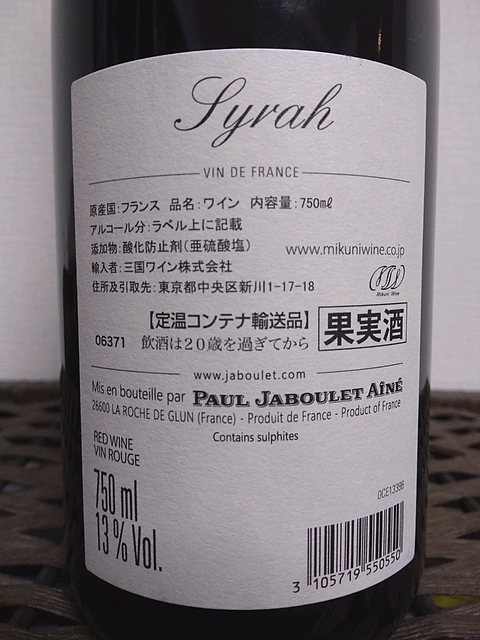 Syrah
VIN DE FRANCE
原産国:フランス 品名:ワイン 内容量:750mℓ
アルコール分:ラベル上に記載
添加物:酸化防止剤(亜硫酸塩)
www.mikuniwine.co.jp
輸入者:三国ワイン株式会社
住所及引取先:東京都中央区新川1-17-18
Mikuni Wine
【定温コンテナ輸送品】
果実酒
06371 飲酒は20歳を過ぎてから
www.jaboulet.com
Mis en bouteille par PAUL JABOULET AÎNÉ
26600 LA ROCHE DE GLUN (France) - Produit de France - Product of France
Contains sulphites
RED WINE
VIN ROUGE
750 ml
13 % Vol.
DCE13396
3 105719 550550